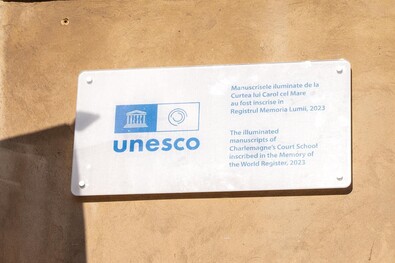 unesco
Manuscrisele iluminate de la
Curtea lui Carol cel Mare
au fost înscrise în
Registrul Memoria Lumii, 2023
The illuminated
manuscripts of
Charlemagne's Court School
inscribed in the Memory of
the World Register, 2023